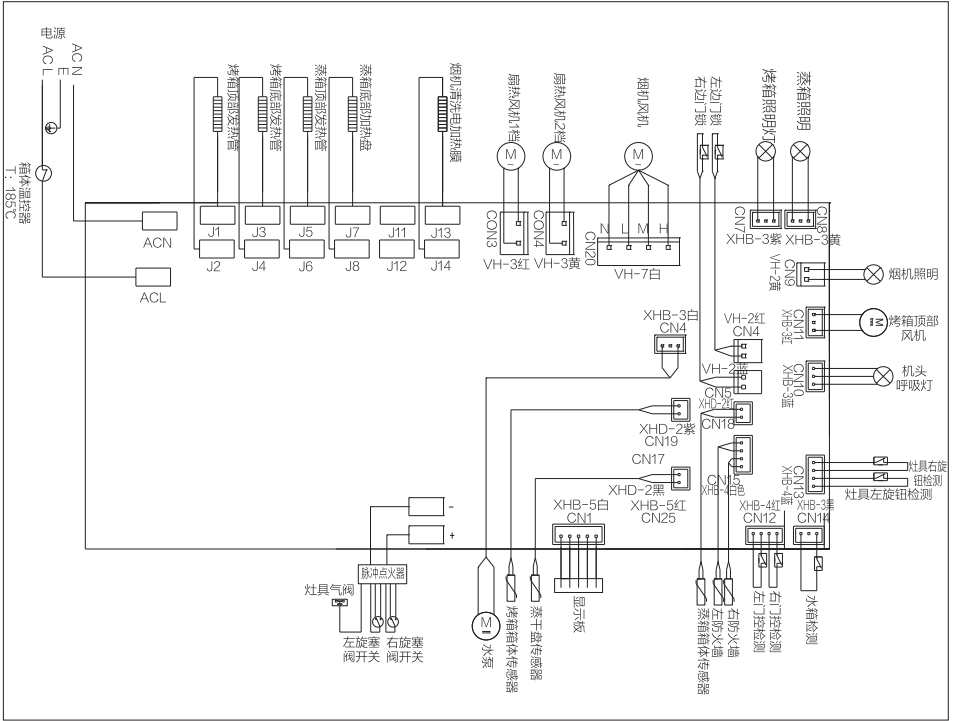 电源
AC L
E
AC N
箱体温控器
T：185℃
烤箱顶部发热管
烤箱底部发热管
蒸箱顶部发热管
蒸箱底部加热盘
烟机清洗电加热膜
扇热风机1档
扇热风机2档
烟机风机
右边门锁
左边门锁
烤箱照明灯
蒸箱照明
M
M
M
ACN
ACL
J1
J3
J5
J7
J11
J13
J2
J4
J6
J8
J12
J14
CON3
VH-3红
CON4
VH-3黄
CN20
N
L
M
H
VH-7白
CN7
XHB-3紫
CN8
XHB-3黄
VH-2黄
CN9
烟机照明
XHB-3红
CN11
M
烤箱顶部
风机
XHB-3蓝
CN10
机头
呼吸灯
XHB-3白
CN4
VH-2红
CN4
VH-2蓝
CN5
XHD-2红
CN18
XHD-2紫
CN19
CN17
XHD-2黑
CN15
XHB-4白色
XHB-4蓝
CN13
灶具右旋
钮检测
灶具左旋钮检测
XHB-5白
CN1
XHB-5红
CN25
XHB-4红
CN12
XHB-3黑
CN14
-
+
脉冲点火器
灶具气阀
左旋塞
阀开关
右旋塞
阀开关
M
水泵
烤箱箱体传感器
蒸干盘传感器
显示板
蒸箱箱体传感器
左防火墙
右防火墙
左门控检测
右门控检测
水箱检测